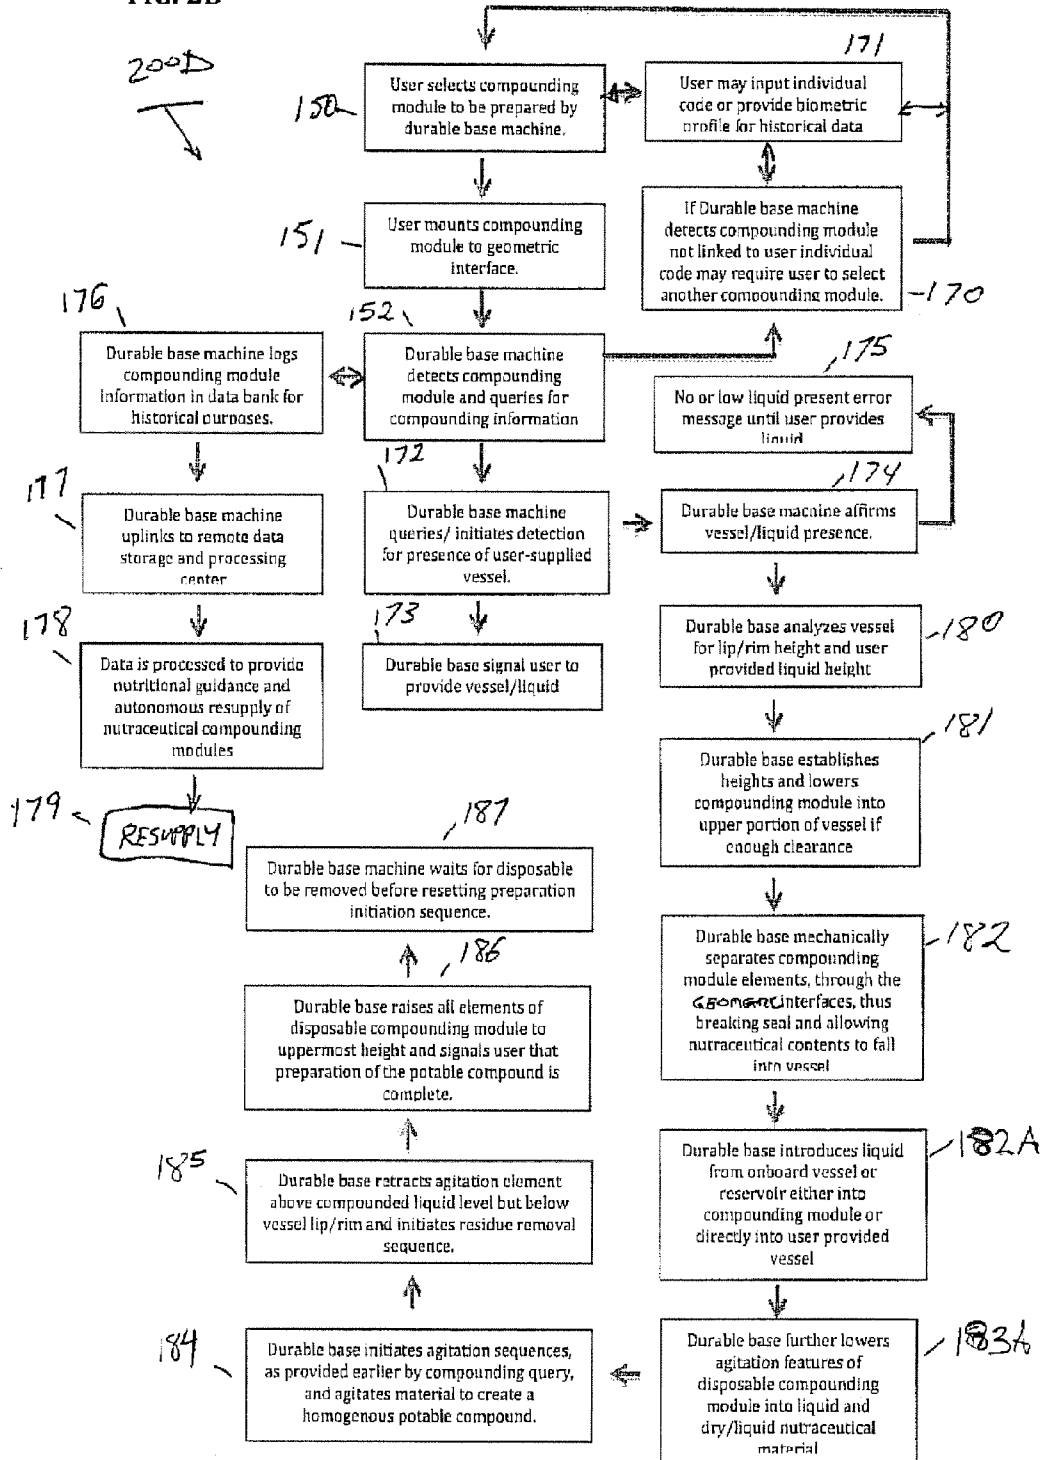 200D
150
User selects compounding
module to be prepared by
durable base machine.
171
User may input individual
code or provide biometric
profile for historical data
151
User mounts compounding
module to geometric
interface.
If Durable base machine
detects compounding module
not linked to user individual
code may require user to select
another compounding module.
170
176
Durable base machine logs
compounding module
information in data bank for
historical purposes.
152
Durable base machine
detects compounding
module and queries for
compounding information
175
No or low liquid present error
message until user provides
liquid
177
Durable base machine
uplinks to remote data
storage and processing
center
172
Durable base machine
queries/ initiates detection
for presence of user-supplied
vessel.
174
Durable base machine affirms
vessel/liquid presence.
178
Data is processed to provide
nutritional guidance and
autonomous resupply of
nutraceutical compounding
modules
173
Durable base signal user to
provide vessel/liquid
180
Durable base analyzes vessel
for lip/rim height and user
provided liquid height
179
RESUPPLY
181
Durable base establishes
heights and lowers
compounding module into
upper portion of vessel if
enough clearance
187
Durable base machine waits for disposable
to be removed before resetting preparation
initiation sequence.
182
Durable base mechanically
separates compounding
module elements, through the
interfaces, thus
breaking seal and allowing
nutraceutical contents to fall
into vessel
186
Durable base raises all elements of
disposable compounding module to
uppermost height and signals user that
preparation of the potable compound is
complete.
182A
Durable base introduces liquid
from onboard vessel or
reservoir either into
compounding module or
directly into user provided
vessel
185
Durable base retracts agitation element
above compounded liquid level but below
vessel lip/rim and initiates residue removal
sequence.
183A
Durable base further lowers
agitation features of
disposable compounding
module into liquid and
dry/liquid nutraceutical
material
184
Durable base initiates agitation sequences,
as provided earlier by compounding query,
and agitates material to create a
homogenous potable compound.